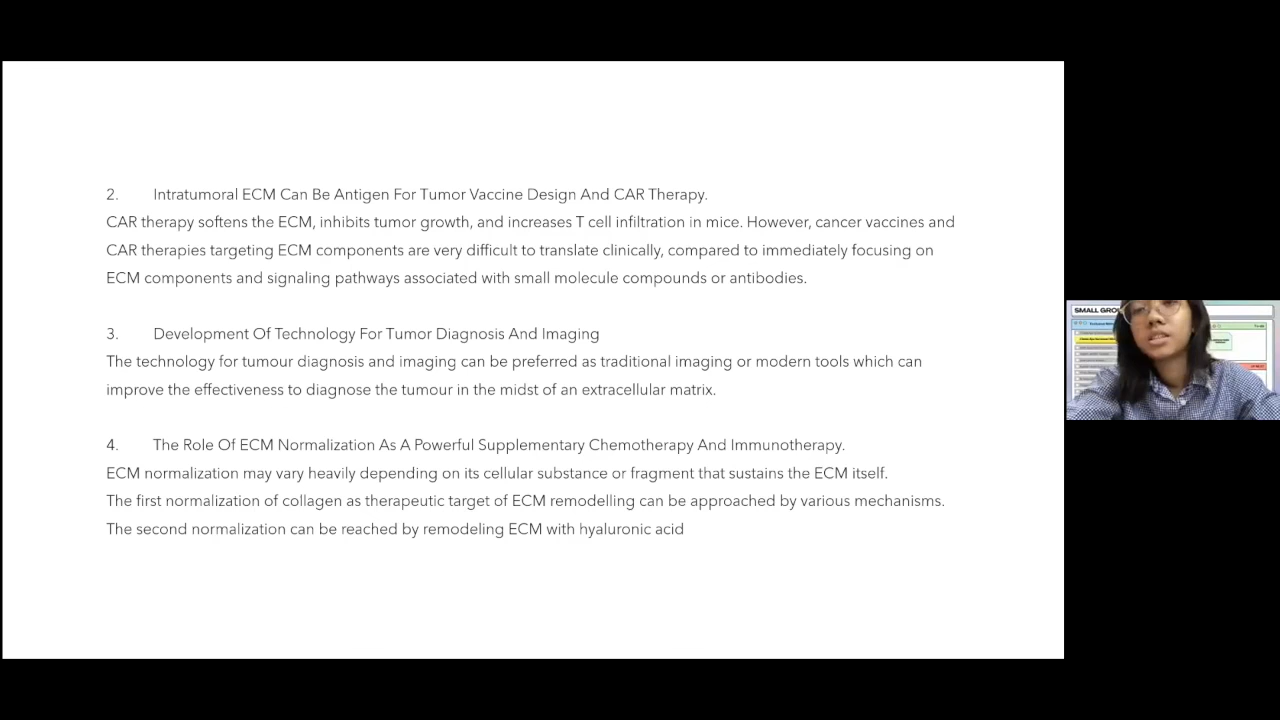 2. Intratumoral ECM Can Be Antigen For Tumor Vaccine Design And CAR Therapy.
CAR therapy softens the ECM, inhibits tumor growth, and increases T cell infiltration in mice. However, cancer vaccines and
CAR therapies targeting ECM components are very difficult to translate clinically, compared to immediately focusing on
ECM components and signaling pathways associated with small molecule compounds or antibodies.
3. Development Of Technology For Tumor Diagnosis And Imaging
The technology for tumour diagnosis and imaging can be preferred as traditional imaging or modern tools which can
improve the effectiveness to diagnose the tumour in the midst of an extracellular matrix.
4. The Role Of ECM Normalization As A Powerful Supplementary Chemotherapy And Immunotherapy.
ECM normalization may vary heavily depending on its cellular substance or fragment that sustains the ECM itself.
The first normalization of collagen as therapeutic target of ECM remodelling can be approached by various mechanisms.
The second normalization can be reached by remodeling ECM with hyaluronic acid
SMALL